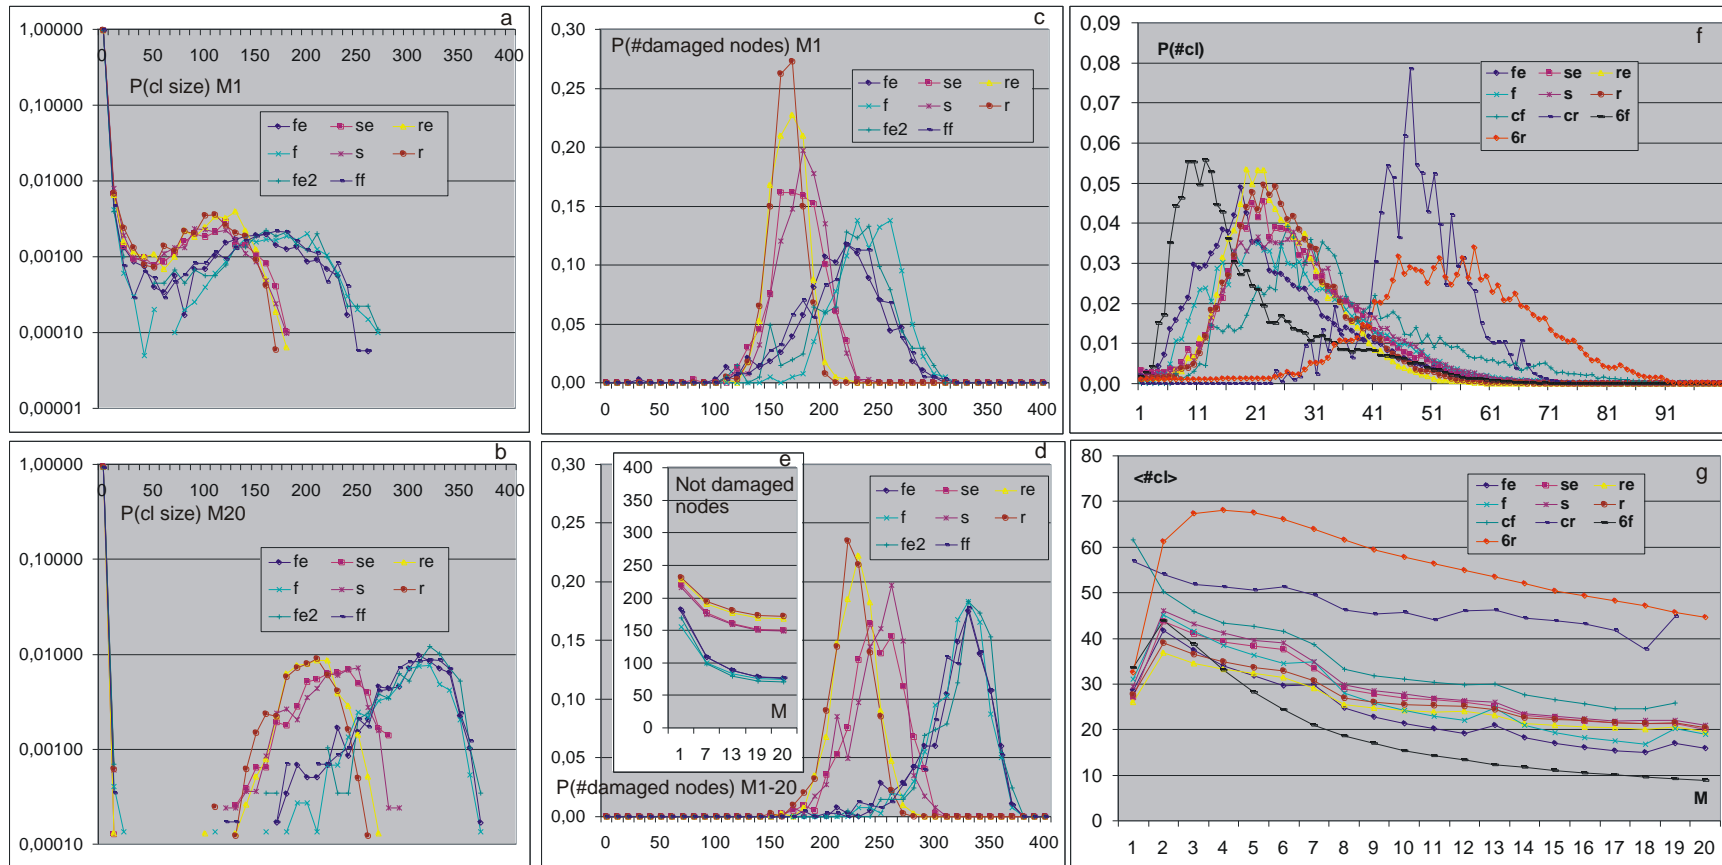 a
1,00000
0 50 100 150 200 250 300 350 400
P(cl size) M1
0,10000
fe se re
f s r
fe2 ff
0,01000
0,00100
0,00010
0,00001
b
1,00000
0 50 100 150 200 250 300 350 400
P(cl size) M20
0,10000
fe se re
f s r
fe2 ff
0,01000
0,00100
0,00010
c
0,30
P(#damaged nodes) M1
0,25
fe se re
f s r
fe2 ff
0,20
0,15
0,10
0,05
0,00
0 50 100 150 200 250 300 350 400
d
0,30
0,25
fe se re
f s r
fe2 ff
0,20
0,15
0,10
0,05
P(#damaged nodes) M1-20
0,00
0 50 100 150 200 250 300 350 400
e
400
Not damaged
350
nodes
300
250
200
150
100
50
M
0
1 7 13 19 20
f
0,09
P(#cl)
0,08
fe se re
f s r
cf cr 6f
6r
0,07
0,06
0,05
0,04
0,03
0,02
0,01
0,00
1 11 21 31 41 51 61 71 81 91
g
80
<#cl>
fe se re
f s r
cf cr 6f
6r
70
60
50
40
30
20
10
M
0
1 2 3 4 5 6 7 8 9 10 11 12 13 14 15 16 17 18 19 20